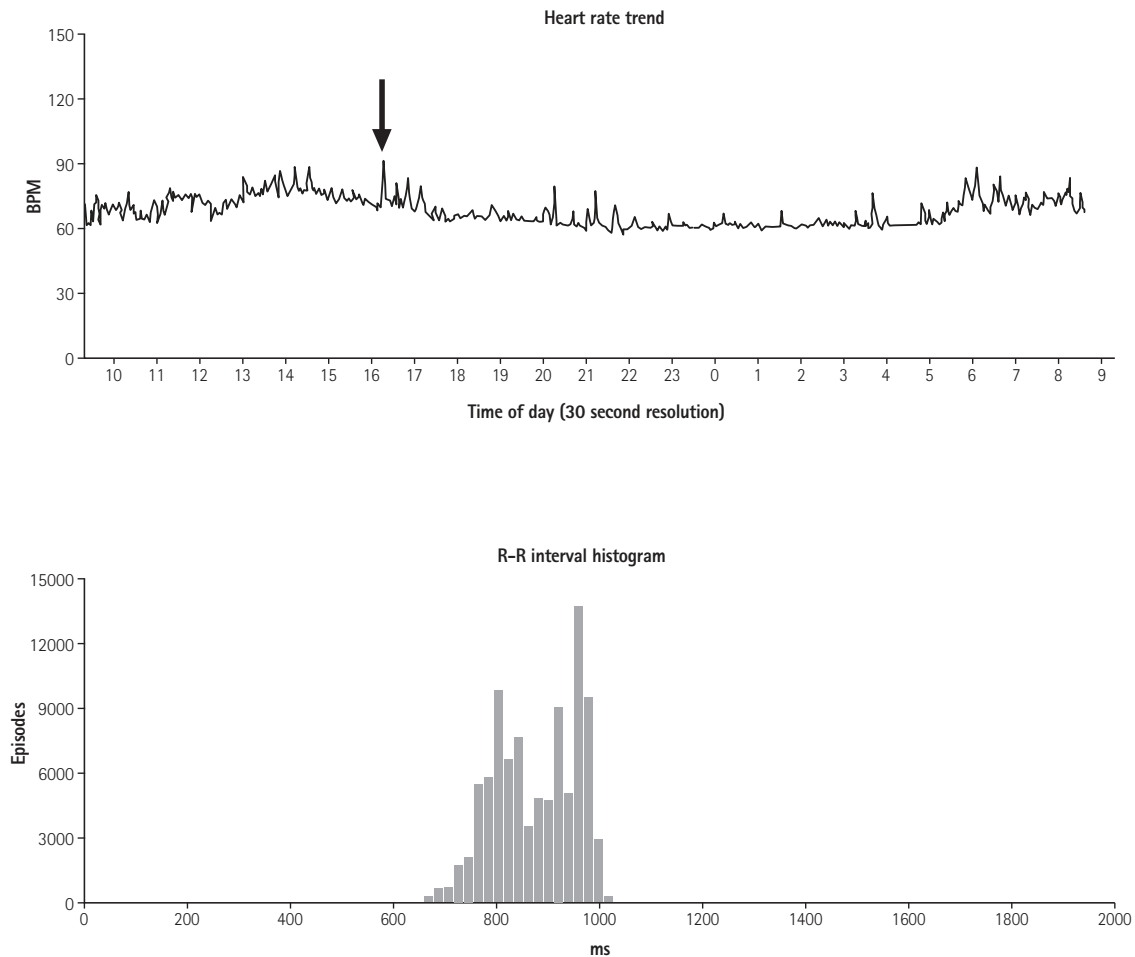 Heart rate trend
150
120
90
60
30
0
BPM
10 11 12 13 14 15 16 17 18 19 20 21 22 23 0 1 2 3 4 5 6 7 8 9
Time of day (30 second resolution)
R–R interval histogram
15000
12000
9000
6000
3000
0
Episodes
0 200 400 600 800 1000 1200 1400 1600 1800 2000
ms